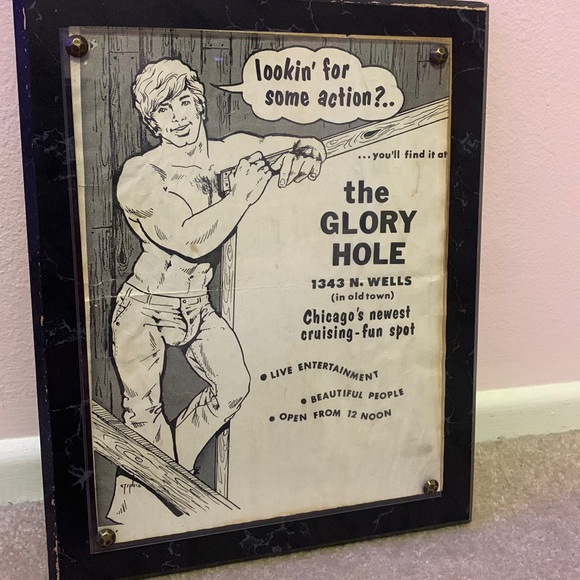 lookin' for
some action?..
...you'll find it at
the
GLORY
HOLE
1343 N. WELLS
(in old town)
Chicago's newest
cruising-fun spot
• LIVE ENTERTAINMENT
• BEAUTIFUL PEOPLE
• OPEN FROM 12 NOON